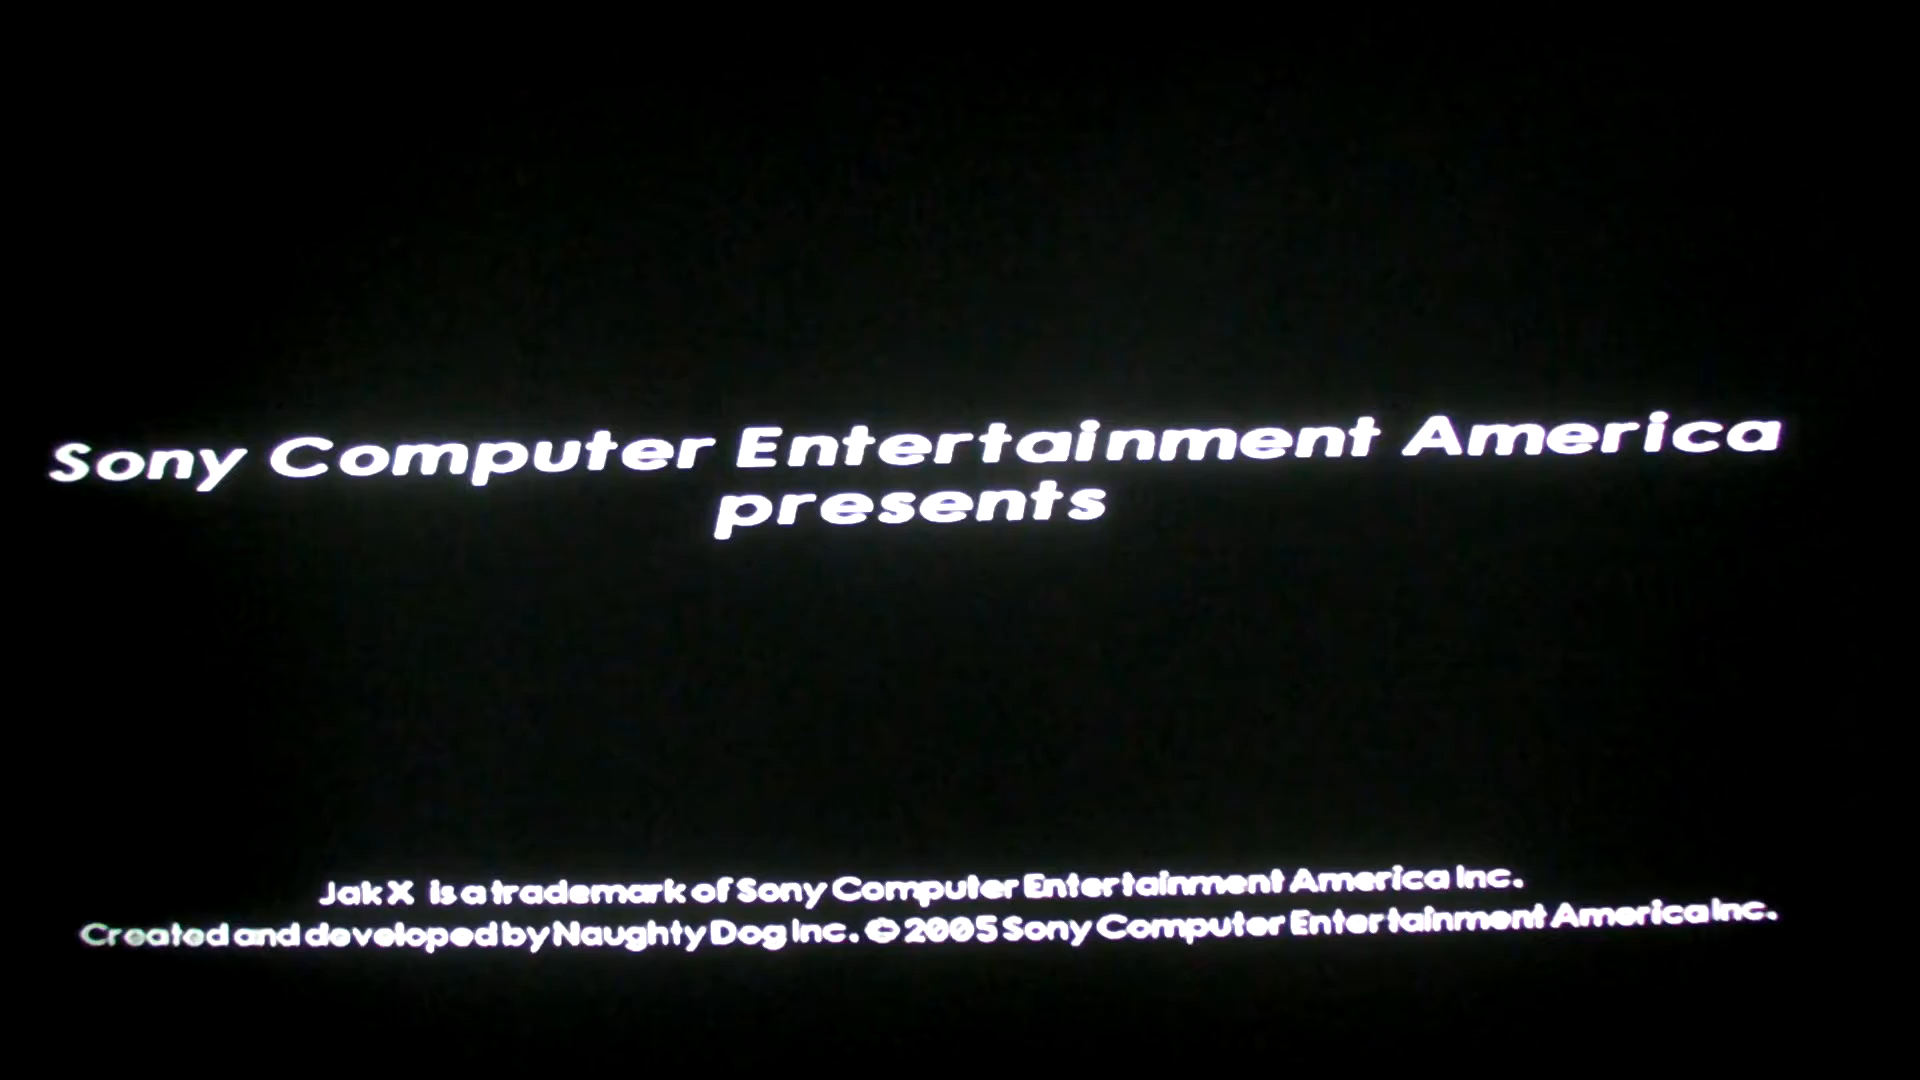 Sony Computer Entertainment America
presents
Jak X is a trademark of Sony Computer Entertainment America Inc.
Created and developed by Naughty Dog Inc. © 2005 Sony Computer Entertainment America Inc.